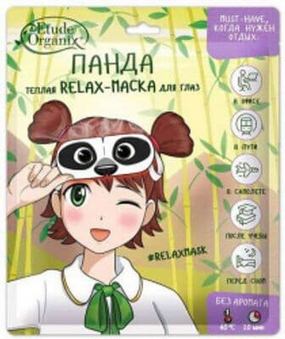 Etude
Organix
MUST-HAVE,
КОГДА НУЖЕН
ОТДЫХ:
ПАНДА
ТЕПЛАЯ RELAX-МАСКА ДЛЯ ГЛАЗ
В ОФИСЕ
В ПУТИ
В САМОЛЕТЕ
ПОСЛЕ УЧЕБЫ
ПЕРЕД СНОМ
#RELAXMASK
БЕЗ АРОМАТА
40°C 20 МИН